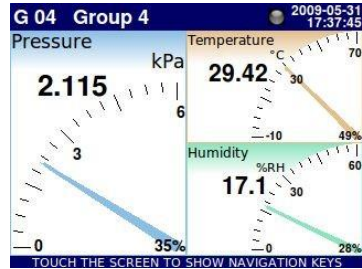 G 04 Group 4
2009-05-31
17:37:45
Pressure
kPa
2.115
6
3
0
35%
Temperature
°C
70
29.42
30
-10
49%
Humidity
%RH
60
17.1
30
0
28%
TOUCH THE SCREEN TO SHOW NAVIGATION KEYS